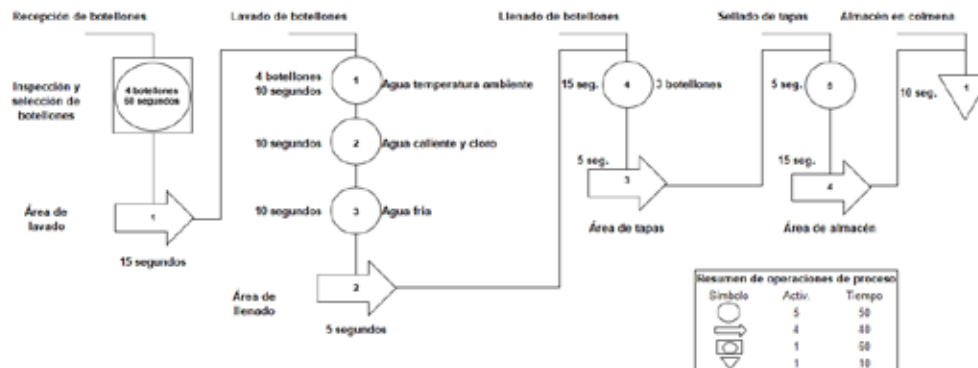 Recepción de botellones
Lavado de botellones
Llenado de botellones
Sellado de tapas
Almacén en colmena
Inspección y
selección de
botellones
4 botellones
60 segundos
4 botellones
10 segundos
1
Agua temperatura ambiente
10 segundos
2
Agua caliente y cloro
10 segundos
3
Agua fría
15 seg.
4
3 botellones
5 seg.
5
10 seg.
1
5 seg.
3
15 seg.
4
Área de
lavado
1
15 segundos
Área de tapas
Área de almacén
Área de
llenado
2
5 segundos
Resumen de operaciones de proceso
Símbolo Activ. Tiempo
5 50
4 40
1 60
1 10